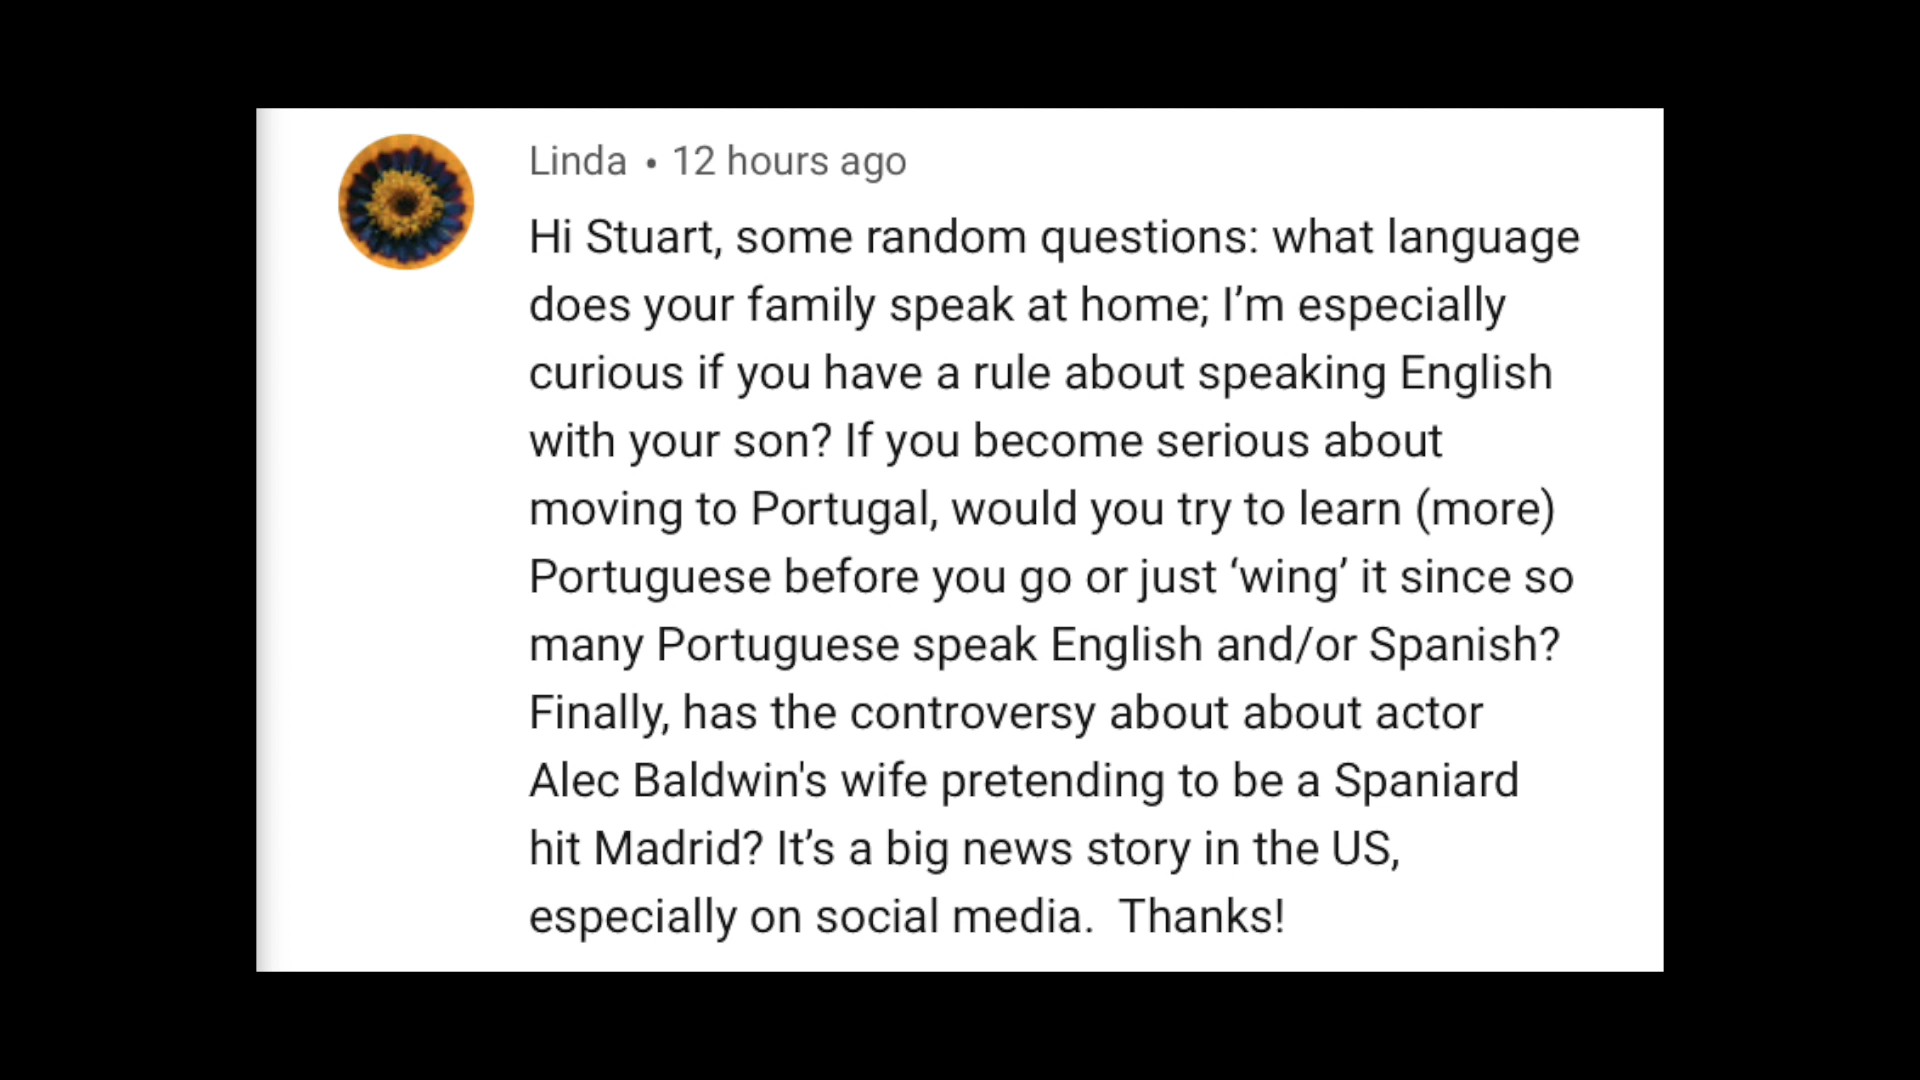 Linda • 12 hours ago
Hi Stuart, some random questions: what language
does your family speak at home; I’m especially
curious if you have a rule about speaking English
with your son? If you become serious about
moving to Portugal, would you try to learn (more)
Portuguese before you go or just ‘wing’ it since so
many Portuguese speak English and/or Spanish?
Finally, has the controversy about about actor
Alec Baldwin's wife pretending to be a Spaniard
hit Madrid? It’s a big news story in the US,
especially on social media.  Thanks!